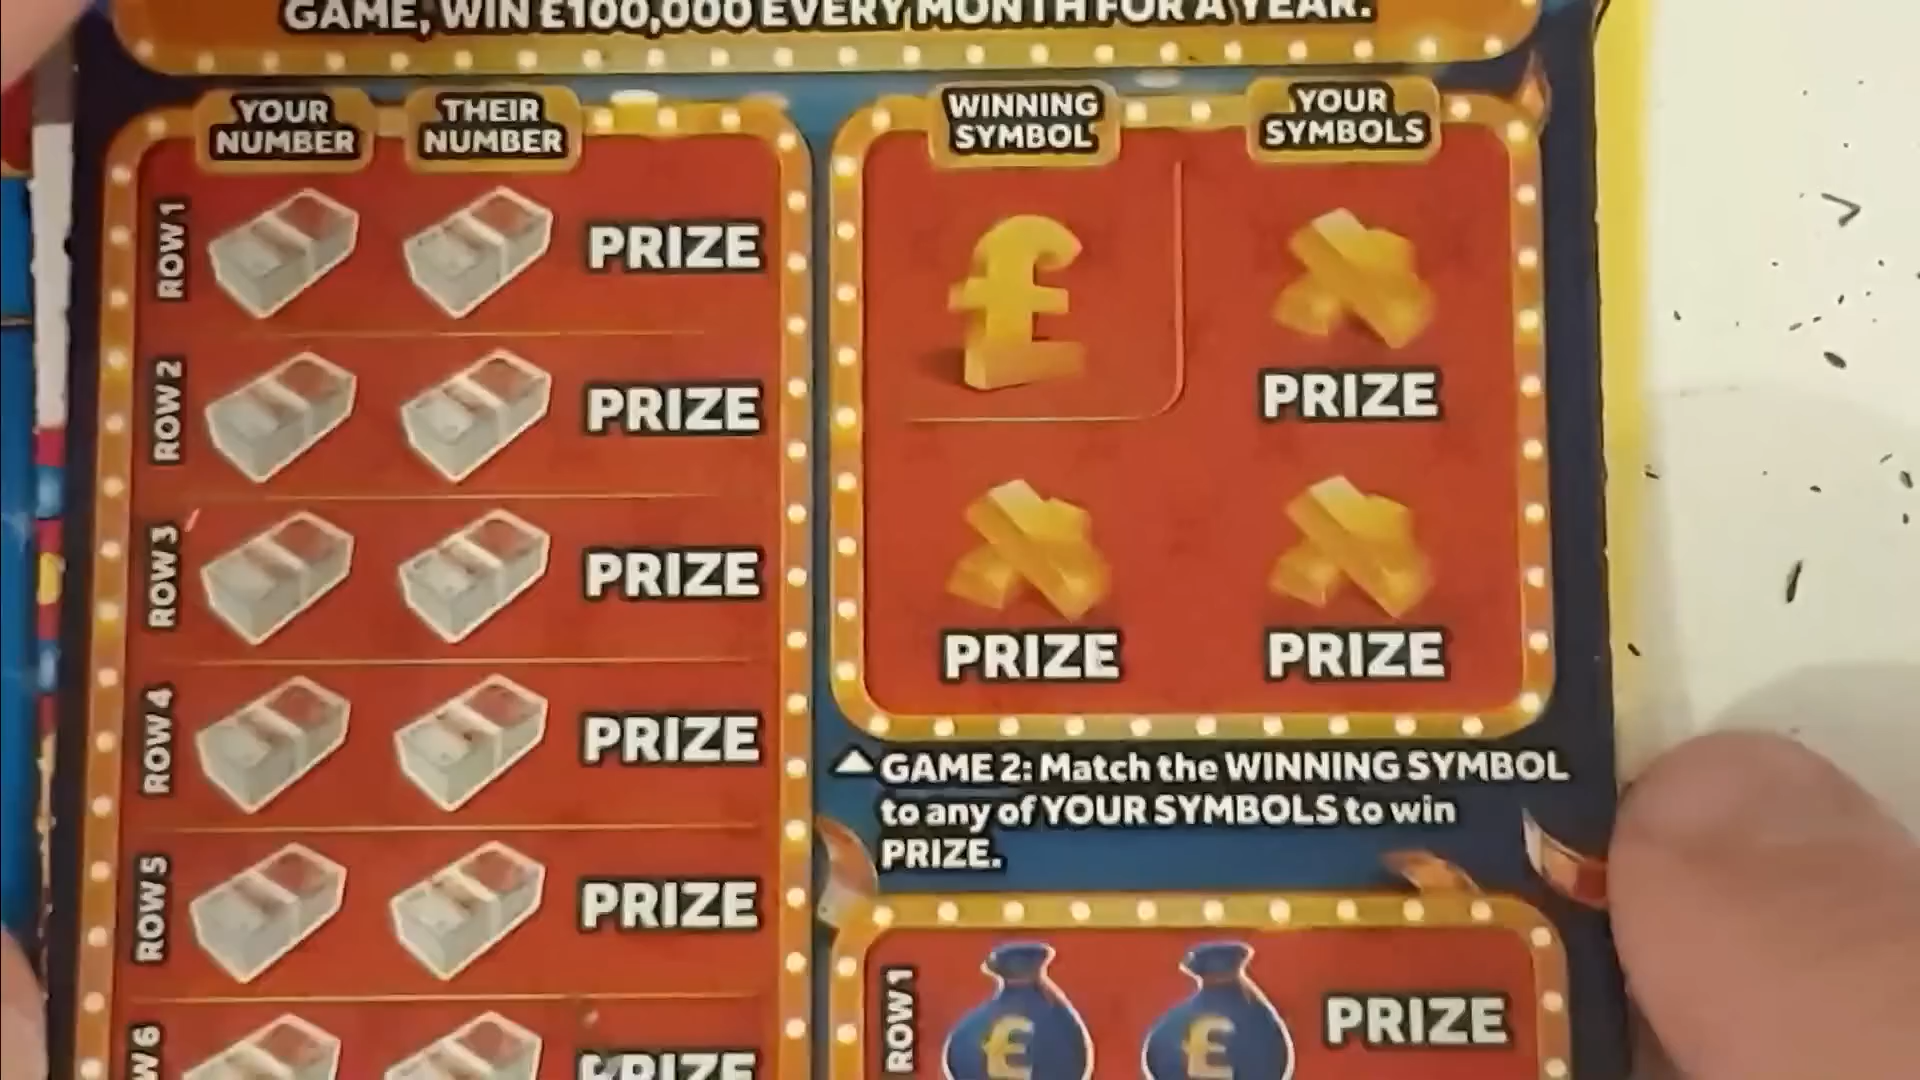 GAME, WIN £100,000 EVERY MONTH FOR A YEAR.
YOUR NUMBER
THEIR NUMBER
ROW 1
PRIZE
ROW 2
PRIZE
ROW 3
PRIZE
ROW 4
PRIZE
ROW 5
PRIZE
W 6
PRIZE
WINNING SYMBOL
YOUR SYMBOLS
£
PRIZE
PRIZE
PRIZE
GAME 2: Match the WINNING SYMBOL
to any of YOUR SYMBOLS to win
PRIZE.
ROW 1
£
£
PRIZE